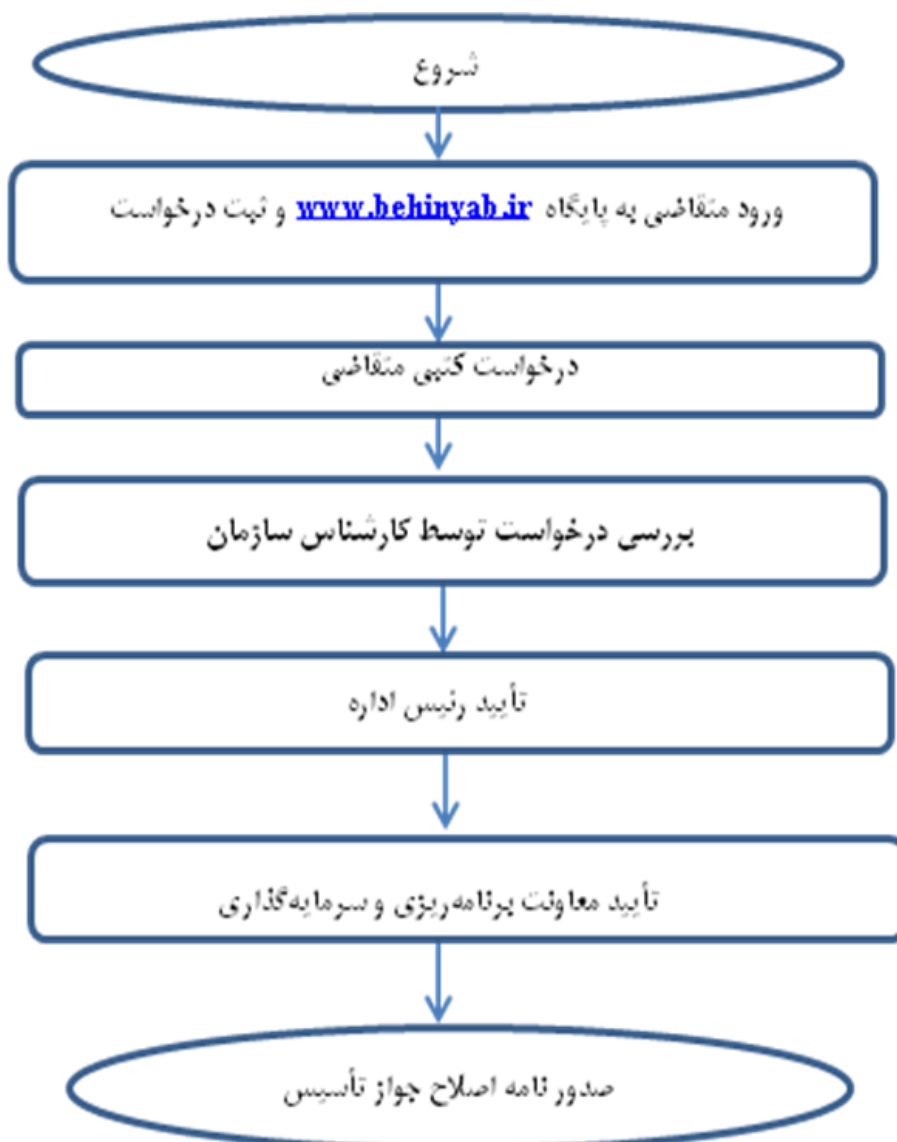 شروع
ورود متقاضی به پایگاه www.behinyab.ir و ثبت درخواست
درخواست کتبی متقاضی
بررسی درخواست توسط کارشناس سازمان
تأیید رئیس اداره
تأیید معاونت برنامه‌ریزی و سرمایه‌گذاری
صدور نامه اصلاح جواز تأسیس